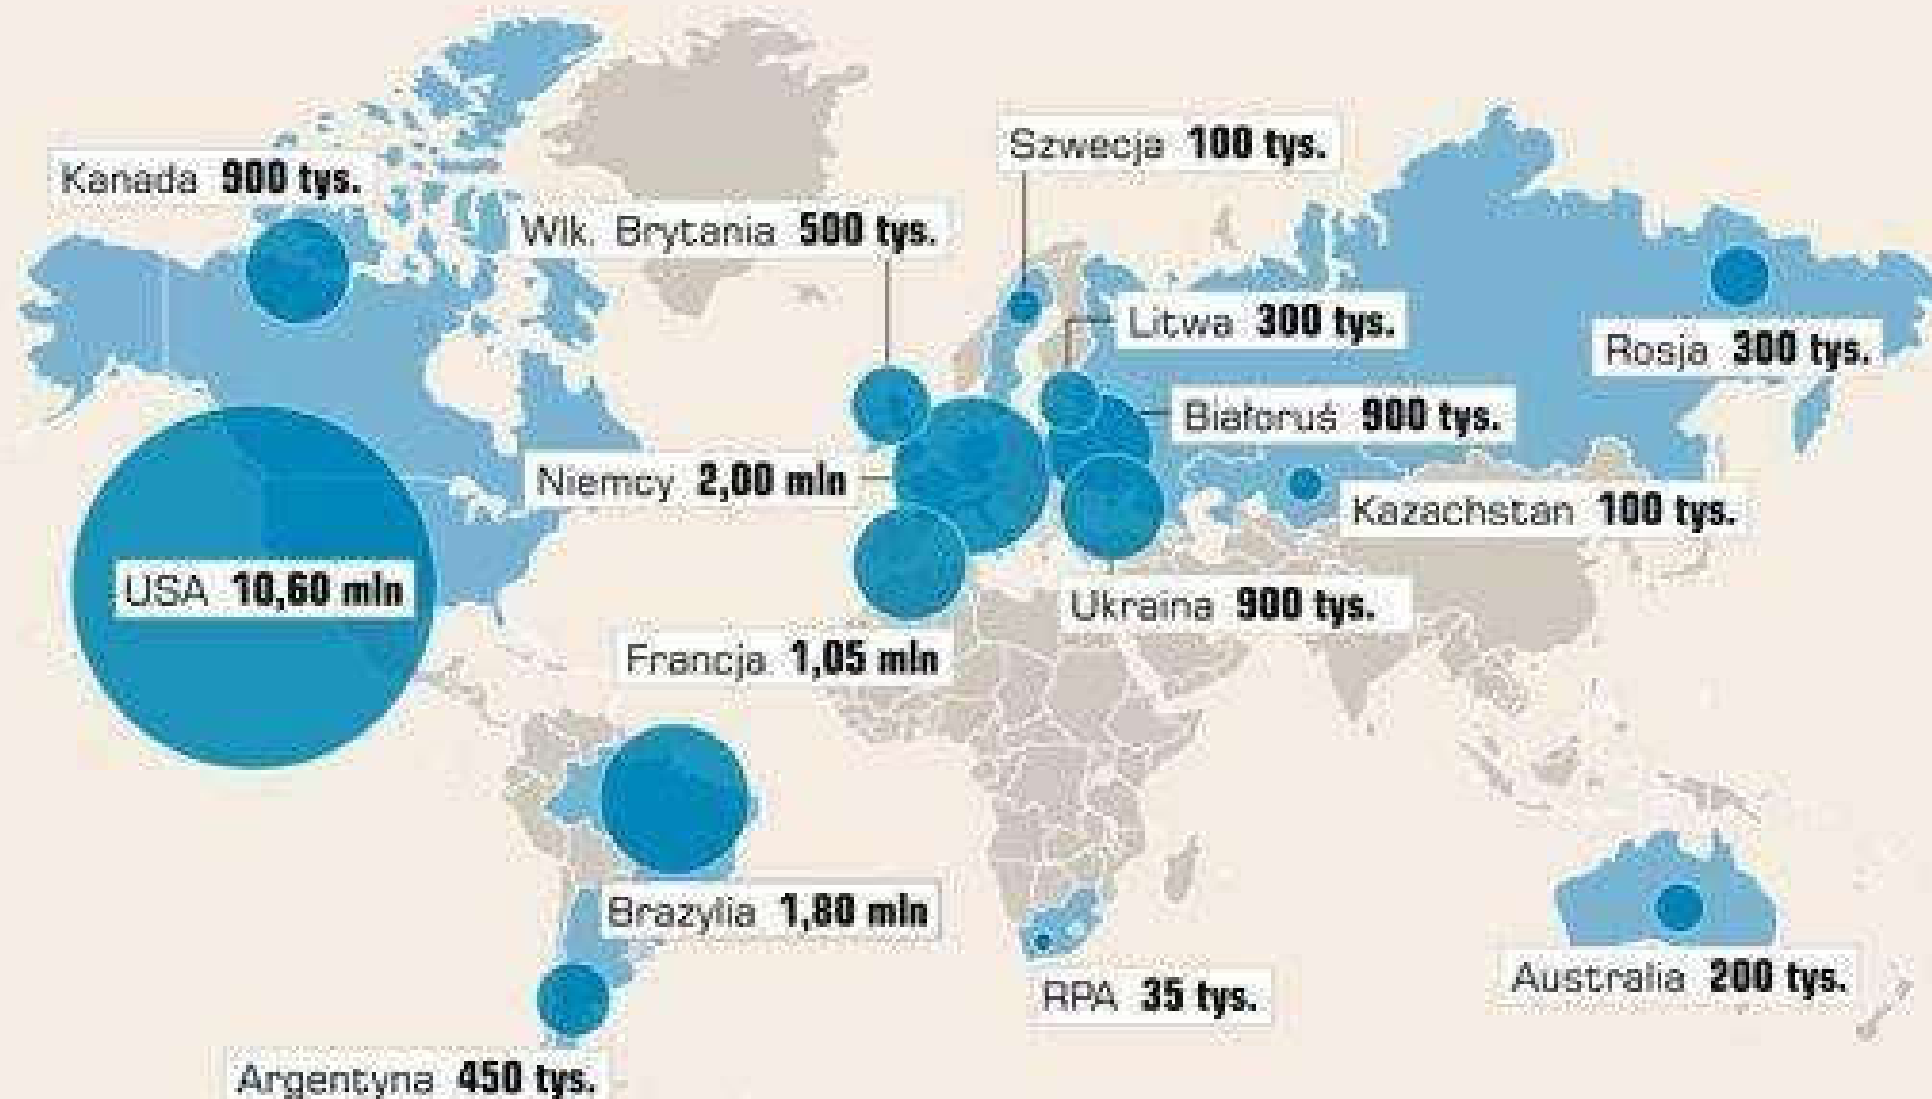 Szwecja 100 tys.
Kanada 900 tys.
Wlk. Brytania 500 tys.
Litwa 300 tys.
Rosja 300 tys.
Białoruś 900 tys.
Niemcy 2,00 mln
Kazachstan 100 tys.
USA 10,60 mln
Ukraina 900 tys.
Francja 1,05 mln
Brazylia 1,80 mln
Australia 200 tys.
RPA 35 tys.
Argentyna 450 tys.